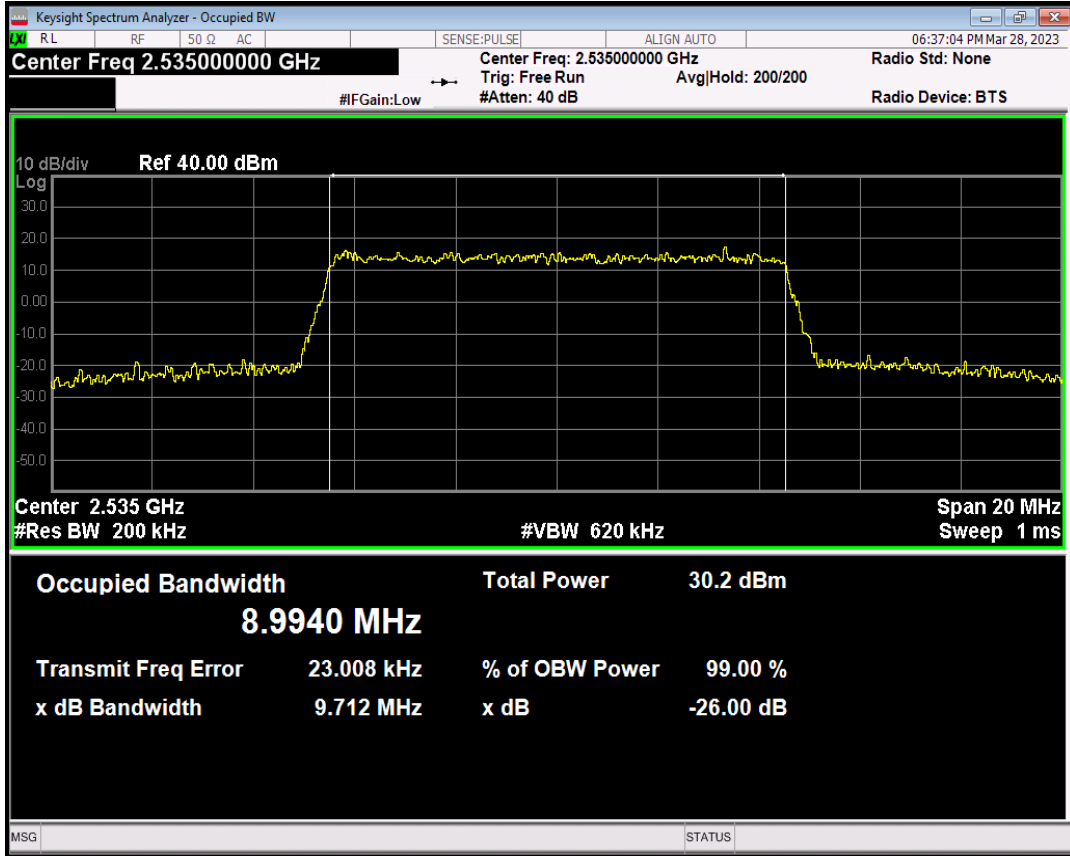 Keysight Spectrum Analyzer - Occupied BW
LXI RL RF 50 Ω AC SENSE:PULSE ALIGN AUTO 06:37:04 PM Mar 28, 2023
Center Freq 2.535000000 GHz Center Freq: 2.535000000 GHz Radio Std: None
Trig: Free Run Avg|Hold: 200/200
#IFGain:Low #Atten: 40 dB Radio Device: BTS
10 dB/div Ref 40.00 dBm
Log
30.0
20.0
10.0
0.00
-10.0
-20.0
-30.0
-40.0
-50.0
Center 2.535 GHz Span 20 MHz
#Res BW 200 kHz #VBW 620 kHz Sweep 1 ms
Occupied Bandwidth Total Power 30.2 dBm
8.9940 MHz
Transmit Freq Error 23.008 kHz % of OBW Power 99.00 %
x dB Bandwidth 9.712 MHz x dB -26.00 dB
MSG STATUS